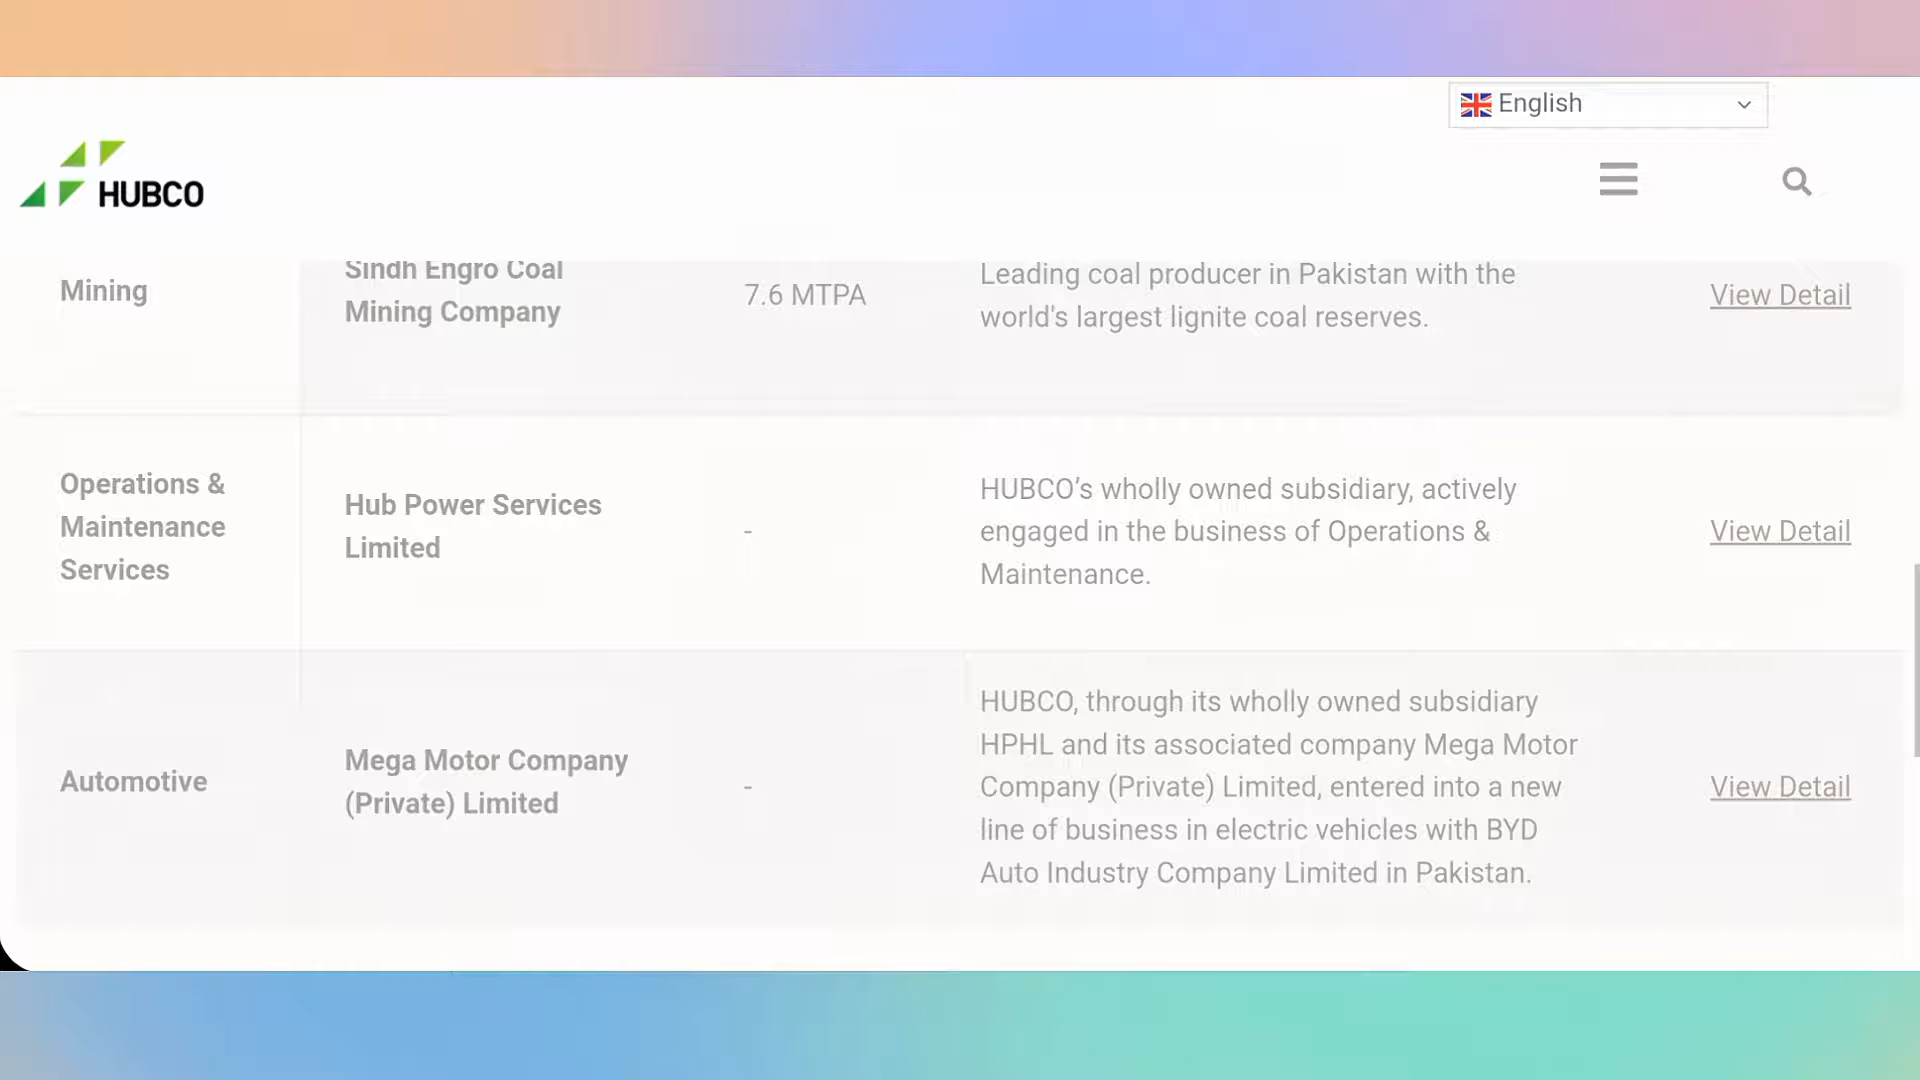 English
HUBCO
Mining
Sindh Engro Coal
Mining Company
7.6 MTPA
Leading coal producer in Pakistan with the
world's largest lignite coal reserves.
View Detail
Operations &
Maintenance
Services
Hub Power Services
Limited
-
HUBCO’s wholly owned subsidiary, actively
engaged in the business of Operations &
Maintenance.
View Detail
Automotive
Mega Motor Company
(Private) Limited
-
HUBCO, through its wholly owned subsidiary
HPHL and its associated company Mega Motor
Company (Private) Limited, entered into a new
line of business in electric vehicles with BYD
Auto Industry Company Limited in Pakistan.
View Detail